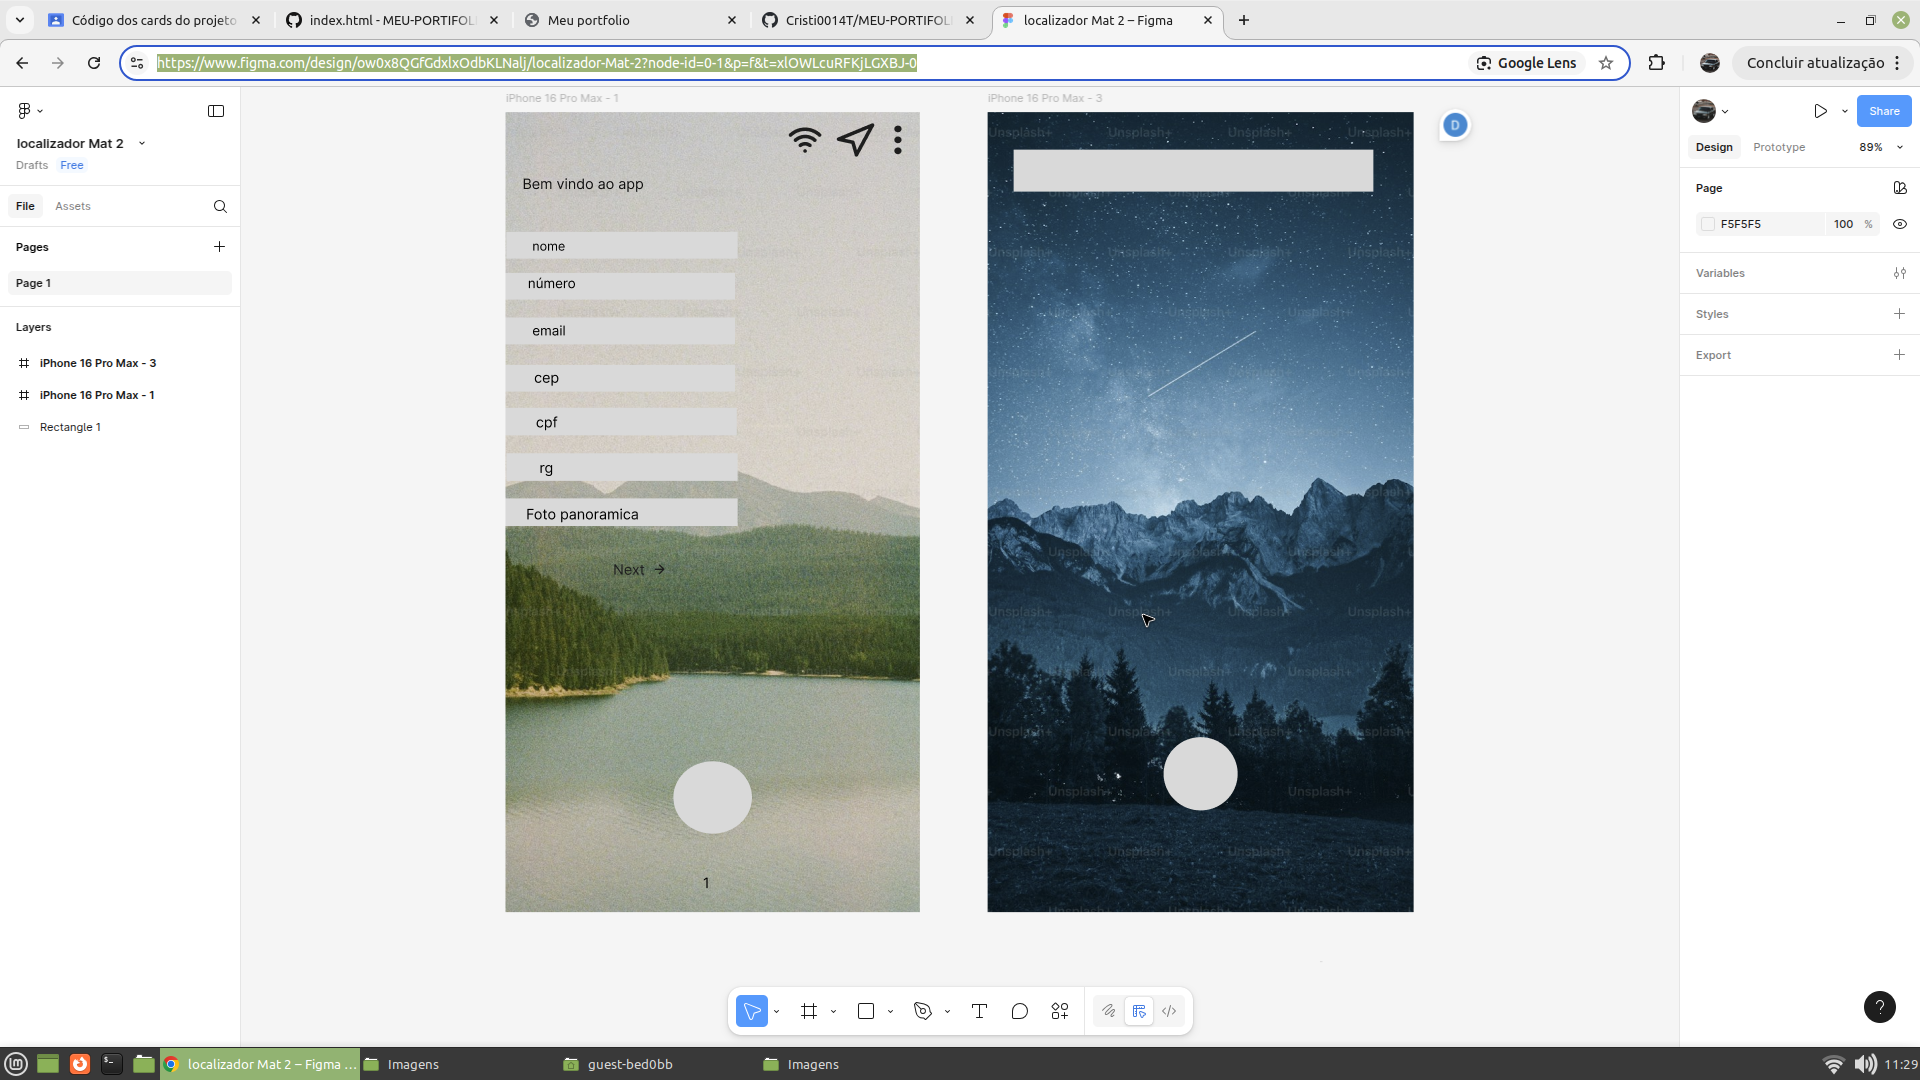 Código dos cards do projeto
index.html - MEU-PORTIFOL
Meu portfolio
Cristi0014T/MEU-PORTIFOL
localizador Mat 2 – Figma
https://www.figma.com/design/ow0x8QGfGdxlxOdbKLNalj/localizador-Mat-2?node-id=0-1&p=f&t=xlOWLcuRFKjLGXBJ-0
Google Lens
Concluir atualização
localizador Mat 2
Drafts Free
File Assets
Pages
Page 1
Layers
iPhone 16 Pro Max - 3
iPhone 16 Pro Max - 1
Rectangle 1
iPhone 16 Pro Max - 1
Bem vindo ao app
nome
número
email
cep
cpf
rg
Foto panoramica
Next →
1
iPhone 16 Pro Max - 3
Unsplash+ Unsplash+ Unsplash+ Unsplash+
D
Share
Design Prototype 89%
Page
F5F5F5 100 %
Variables
Styles
Export
?
localizador Mat 2 – Figma ...
Imagens
guest-bed0bb
Imagens
11:29